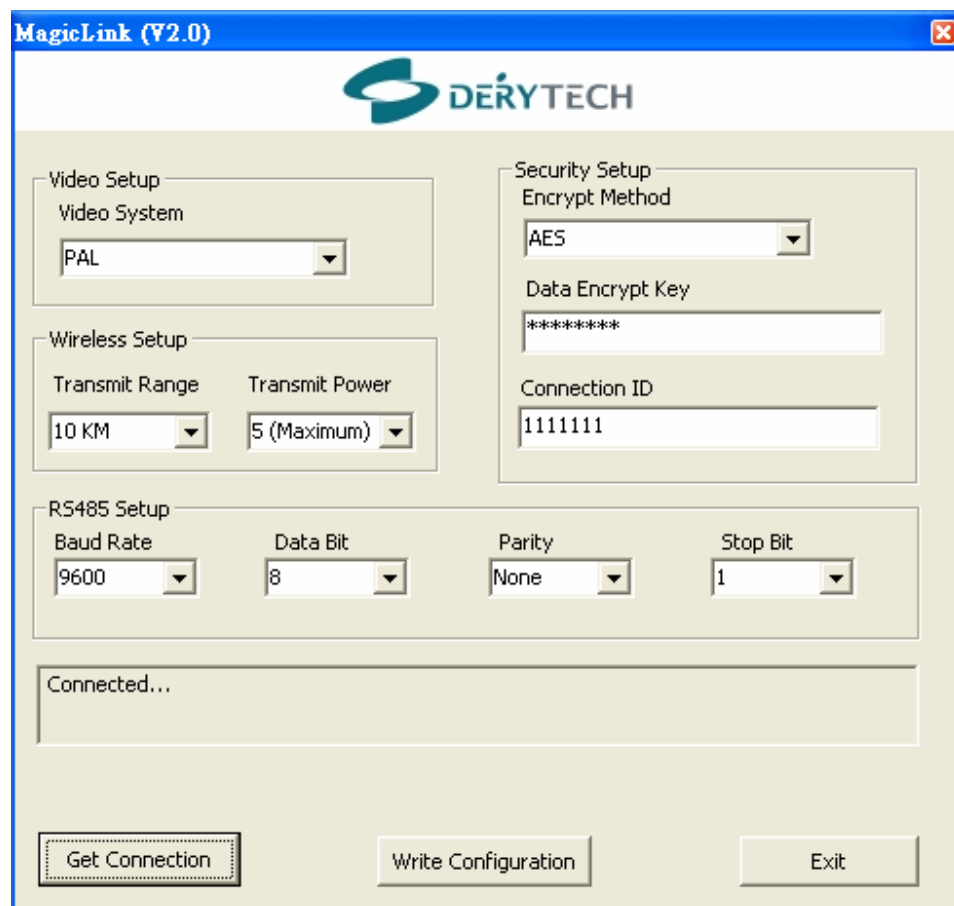 MagicLink (V2.0)
DERYTECH
Video Setup
Video System
PAL
Security Setup
Encrypt Method
AES
Data Encrypt Key
********
Connection ID
1111111
Wireless Setup
Transmit Range
Transmit Power
10 KM
5 (Maximum)
RS485 Setup
Baud Rate
Data Bit
Parity
Stop Bit
9600
8
None
1
Connected...
Get Connection
Write Configuration
Exit